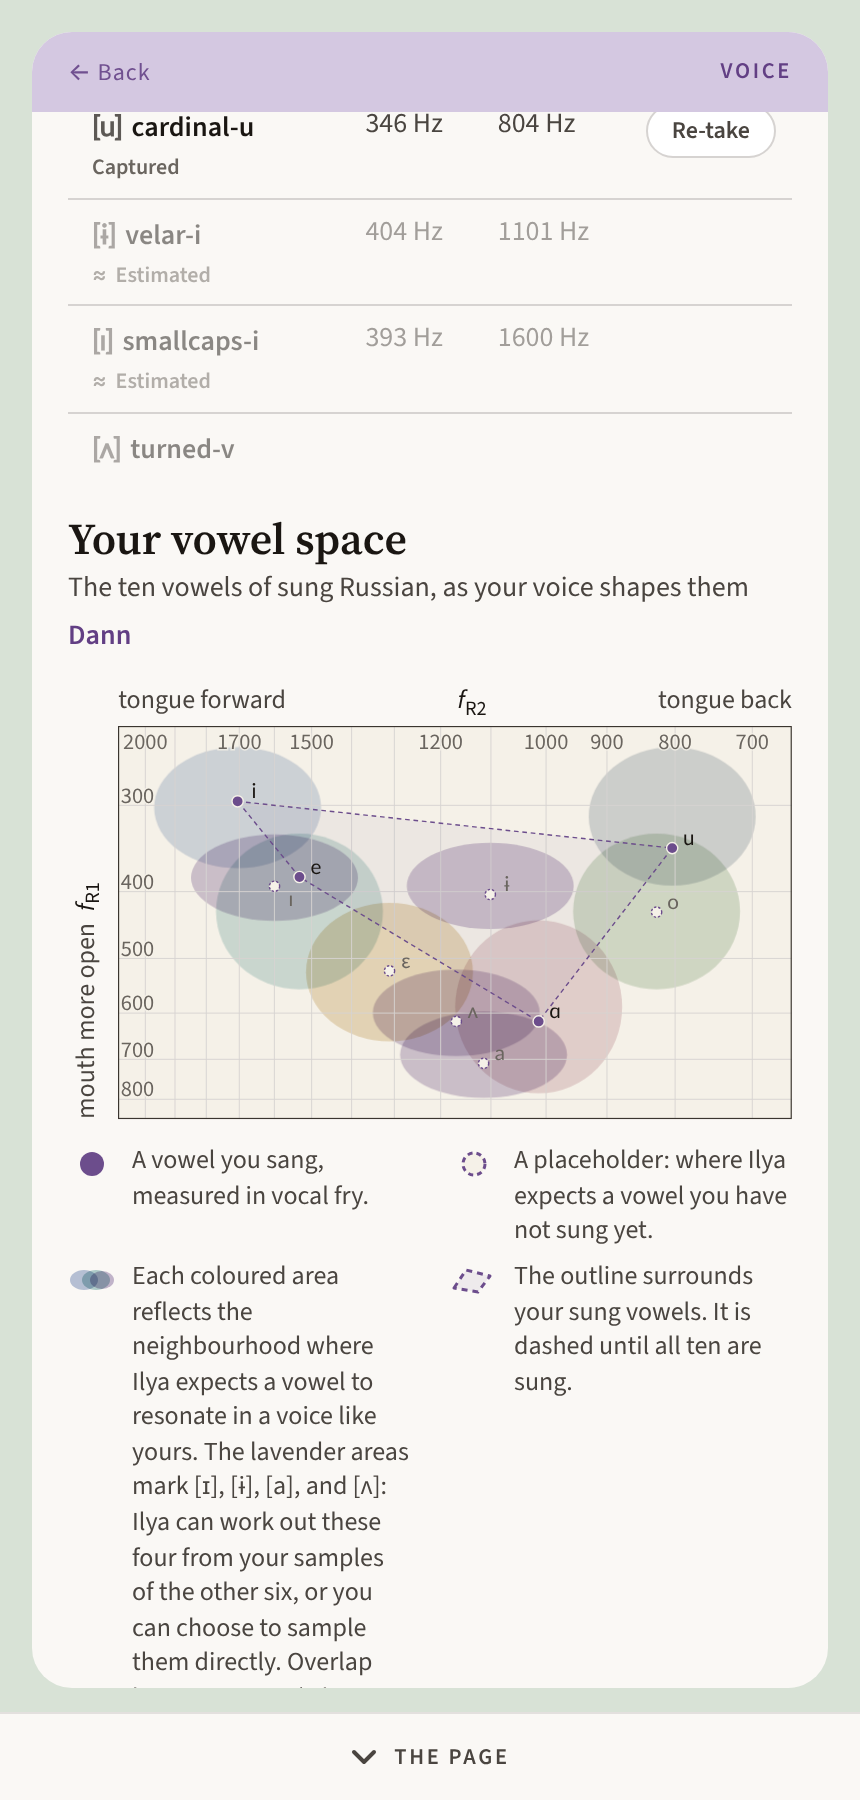 ← Back
VOICE
[u] cardinal-u 346 Hz 804 Hz Re-take
Captured
[ɨ] velar-i 404 Hz 1101 Hz
≈ Estimated
[ɪ] smallcaps-i 393 Hz 1600 Hz
≈ Estimated
[ʌ] turned-v
Your vowel space
The ten vowels of sung Russian, as your voice shapes them
Dann
tongue forward fR2 tongue back
2000 1700 1500 1200 1000 900 800 700
i
300
u
e
400
ɨ
ɪ
o
500
ɛ
600
ʌ
ɑ
700
a
800
mouth more open fR1
A vowel you sang,
measured in vocal fry.
A placeholder: where Ilya
expects a vowel you have
not sung yet.
Each coloured area
reflects the
neighbourhood where
Ilya expects a vowel to
resonate in a voice like
yours. The lavender areas
mark [ɪ], [ɨ], [a], and [ʌ]:
Ilya can work out these
four from your samples
of the other six, or you
can choose to sample
them directly. Overlap
The outline surrounds
your sung vowels. It is
dashed until all ten are
sung.
THE PAGE